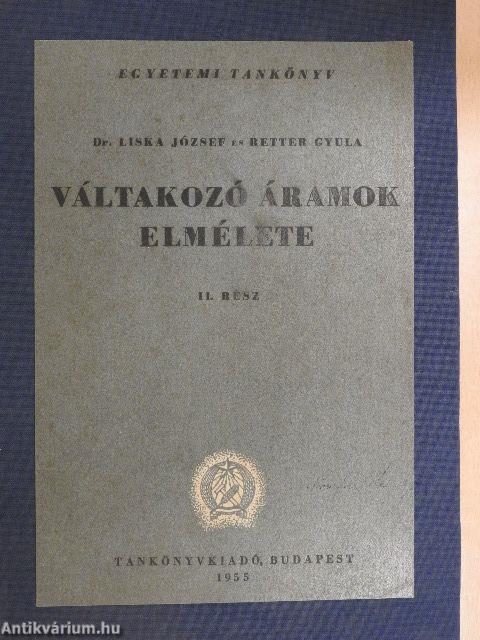 EGYETEMI TANKÖNYV
Dr. LISKA JÓZSEF ÉS RETTER GYULA
VÁLTAKOZÓ ÁRAMOK
ELMÉLETE
II. RÉSZ
TANKÖNYVKIADÓ, BUDAPEST
1955
Antikvárium.hu